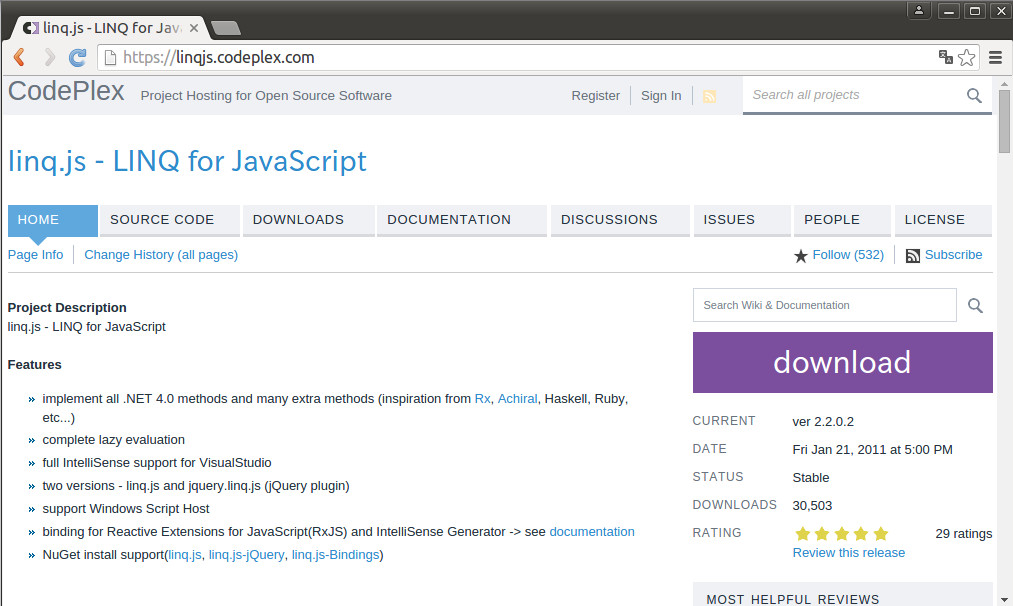 linq.js - LINQ for Jav
https://linqjs.codeplex.com
CodePlex Project Hosting for Open Source Software Register Sign In Search all projects
linq.js - LINQ for JavaScript
HOME SOURCE CODE DOWNLOADS DOCUMENTATION DISCUSSIONS ISSUES PEOPLE LICENSE
Page Info Change History (all pages) Follow (532) Subscribe
Project Description
linq.js - LINQ for JavaScript
Features
» implement all .NET 4.0 methods and many extra methods (inspiration from Rx, Achiral, Haskell, Ruby,
etc...)
» complete lazy evaluation
» full IntelliSense support for VisualStudio
» two versions - linq.js and jquery.linq.js (jQuery plugin)
» support Windows Script Host
» binding for Reactive Extensions for JavaScript(RxJS) and IntelliSense Generator -> see documentation
» NuGet install support(linq.js, linq.js-jQuery, linq.js-Bindings)
Search Wiki & Documentation
download
CURRENT ver 2.2.0.2
DATE Fri Jan 21, 2011 at 5:00 PM
STATUS Stable
DOWNLOADS 30,503
RATING 29 ratings
Review this release
MOST HELPFUL REVIEWS